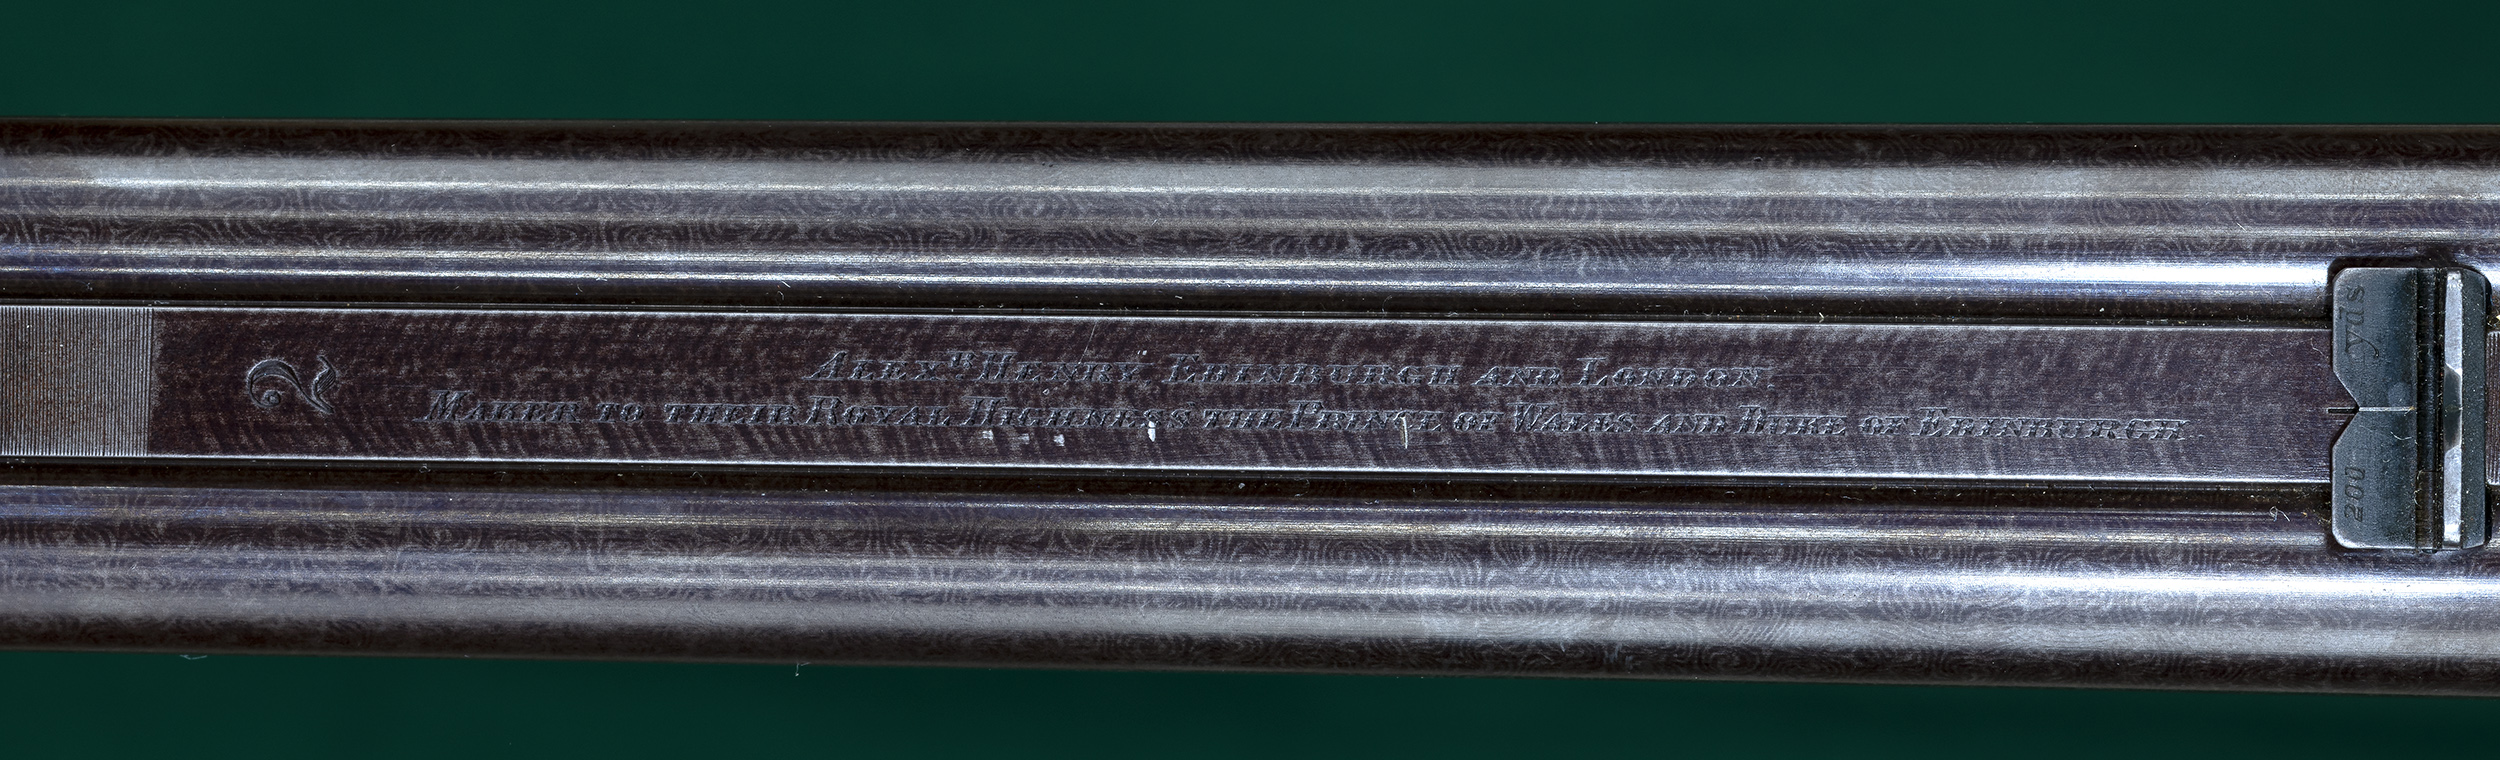 2
ALEXR HENRY, EDINBURGH AND LONDON.
MAKER TO THEIR ROYAL HIGHNESS' THE PRINCE OF WALES AND DUKE OF EDINBURGH
200 yds